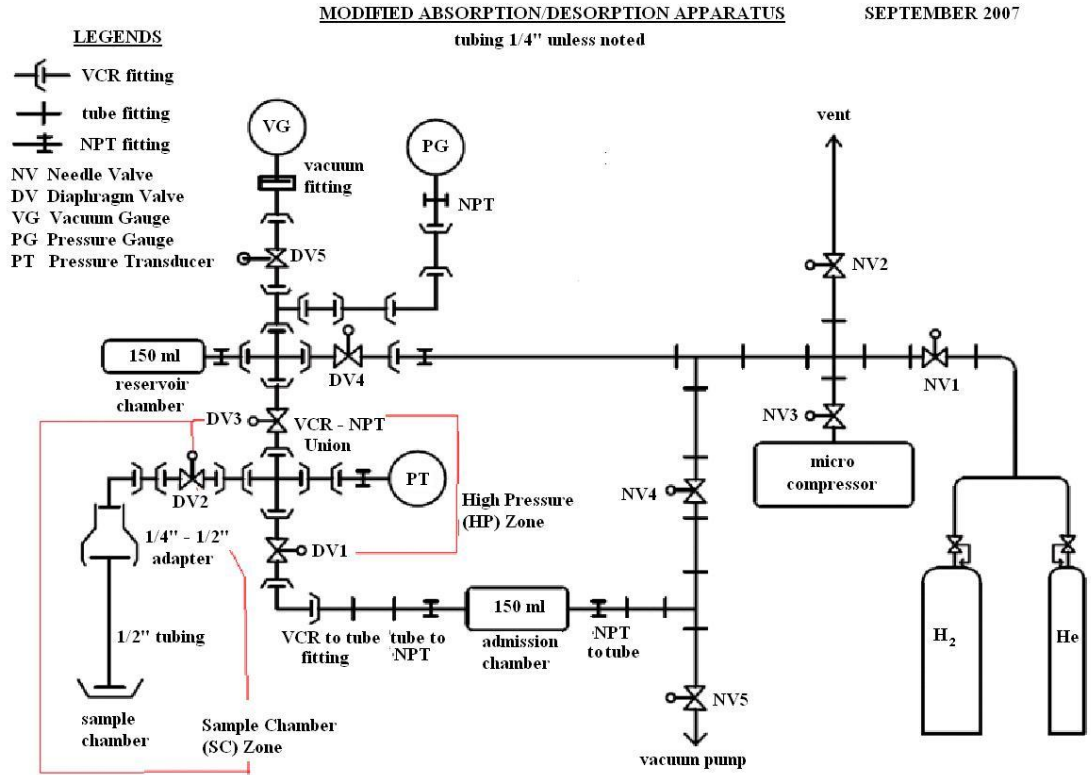 MODIFIED ABSORPTION/DESORPTION APPARATUS
SEPTEMBER 2007
tubing 1/4" unless noted
LEGENDS
VCR fitting
tube fitting
NPT fitting
NV Needle Valve
DV Diaphragm Valve
VG Vacuum Gauge
PG Pressure Gauge
PT Pressure Transducer
VG
vacuum
fitting
PG
NPT
DV5
vent
NV2
150 ml
reservoir
chamber
DV4
NV1
DV3
VCR - NPT
Union
NV3
micro
compressor
DV2
PT
High Pressure
(HP) Zone
NV4
1/4" - 1/2"
adapter
DV1
150 ml
admission
chamber
VCR to tube
fitting
tube to
NPT
NPT
to tube
H2
He
1/2" tubing
sample
chamber
Sample Chamber
(SC) Zone
NV5
vacuum pump